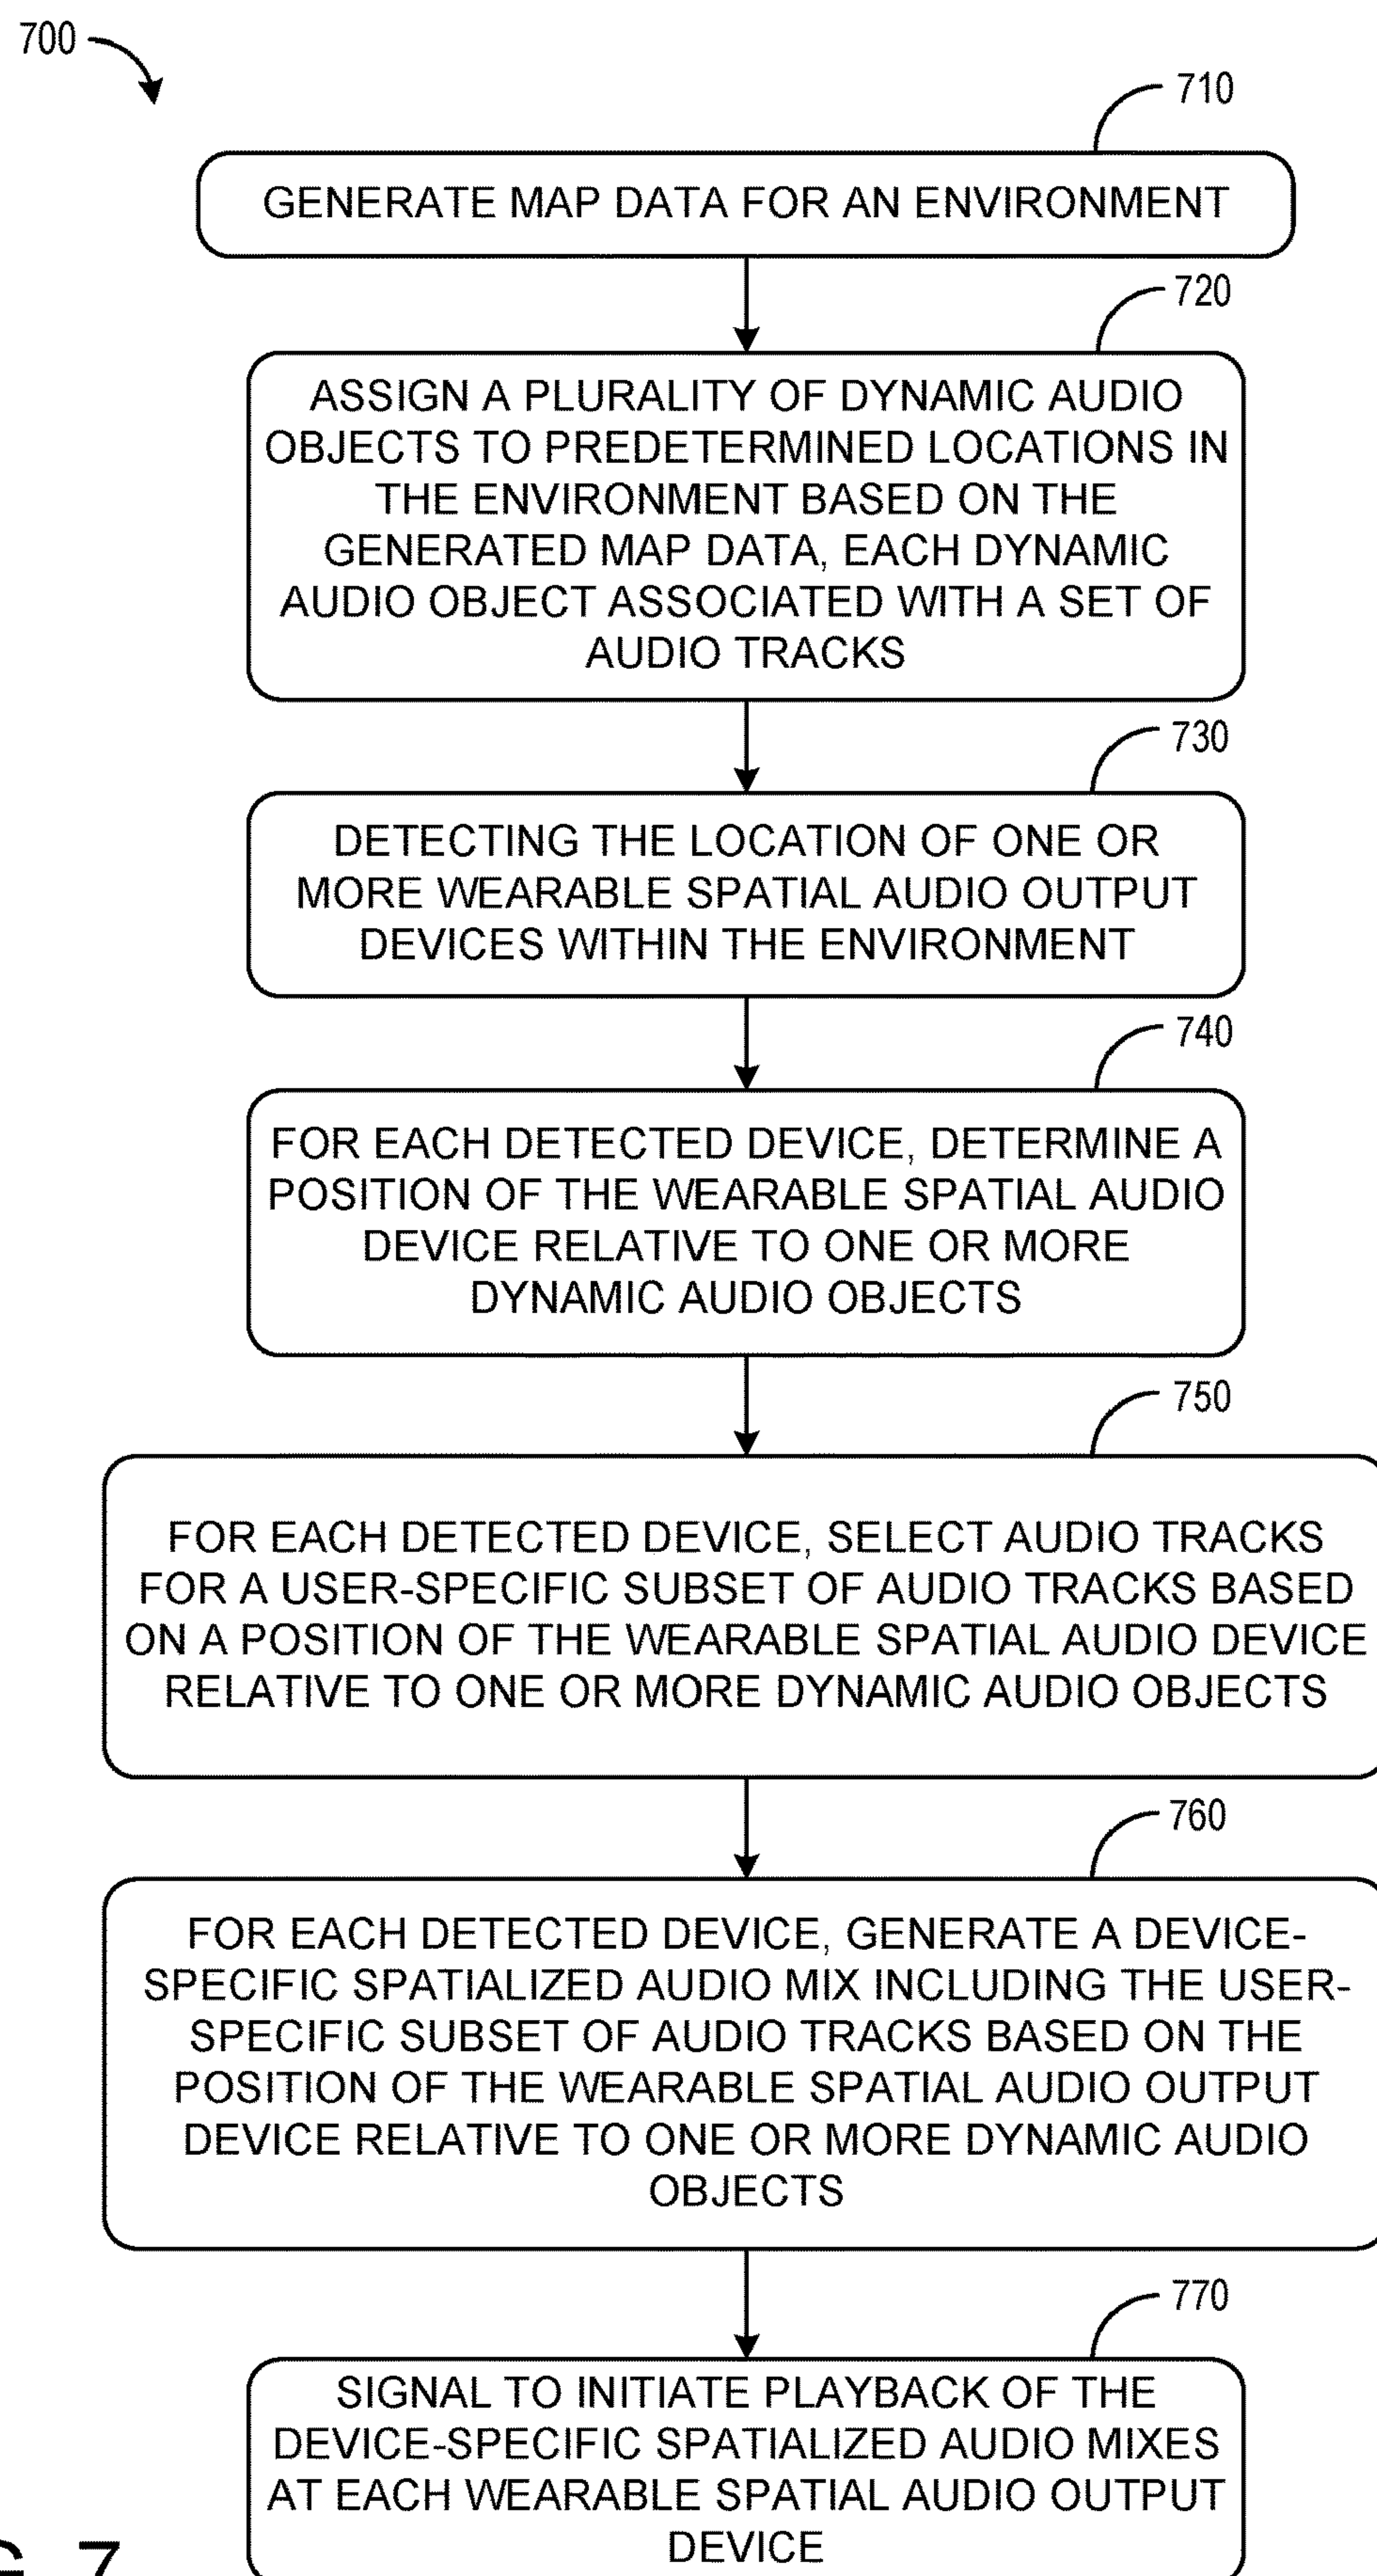 700
710
GENERATE MAP DATA FOR AN ENVIRONMENT
720
ASSIGN A PLURALITY OF DYNAMIC AUDIO
OBJECTS TO PREDETERMINED LOCATIONS IN
THE ENVIRONMENT BASED ON THE
GENERATED MAP DATA, EACH DYNAMIC
AUDIO OBJECT ASSOCIATED WITH A SET OF
AUDIO TRACKS
730
DETECTING THE LOCATION OF ONE OR
MORE WEARABLE SPATIAL AUDIO OUTPUT
DEVICES WITHIN THE ENVIRONMENT
740
FOR EACH DETECTED DEVICE, DETERMINE A
POSITION OF THE WEARABLE SPATIAL AUDIO
DEVICE RELATIVE TO ONE OR MORE
DYNAMIC AUDIO OBJECTS
750
FOR EACH DETECTED DEVICE, SELECT AUDIO TRACKS
FOR A USER-SPECIFIC SUBSET OF AUDIO TRACKS BASED
ON A POSITION OF THE WEARABLE SPATIAL AUDIO DEVICE
RELATIVE TO ONE OR MORE DYNAMIC AUDIO OBJECTS
760
FOR EACH DETECTED DEVICE, GENERATE A DEVICE-
SPECIFIC SPATIALIZED AUDIO MIX INCLUDING THE USER-
SPECIFIC SUBSET OF AUDIO TRACKS BASED ON THE
POSITION OF THE WEARABLE SPATIAL AUDIO OUTPUT
DEVICE RELATIVE TO ONE OR MORE DYNAMIC AUDIO
OBJECTS
770
SIGNAL TO INITIATE PLAYBACK OF THE
DEVICE-SPECIFIC SPATIALIZED AUDIO MIXES
AT EACH WEARABLE SPATIAL AUDIO OUTPUT
DEVICE
7